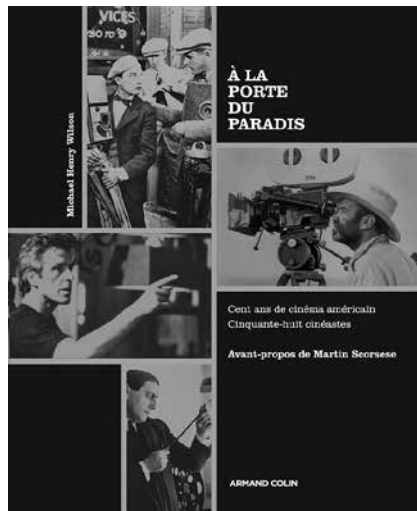 VICES
À LA
PORTE
DU
PARADIS
Michael Henry Wilson
Cent ans de cinéma américain
Cinquante-huit cinéastes
Avant-propos de Martin Scorsese
ARMAND COLIN